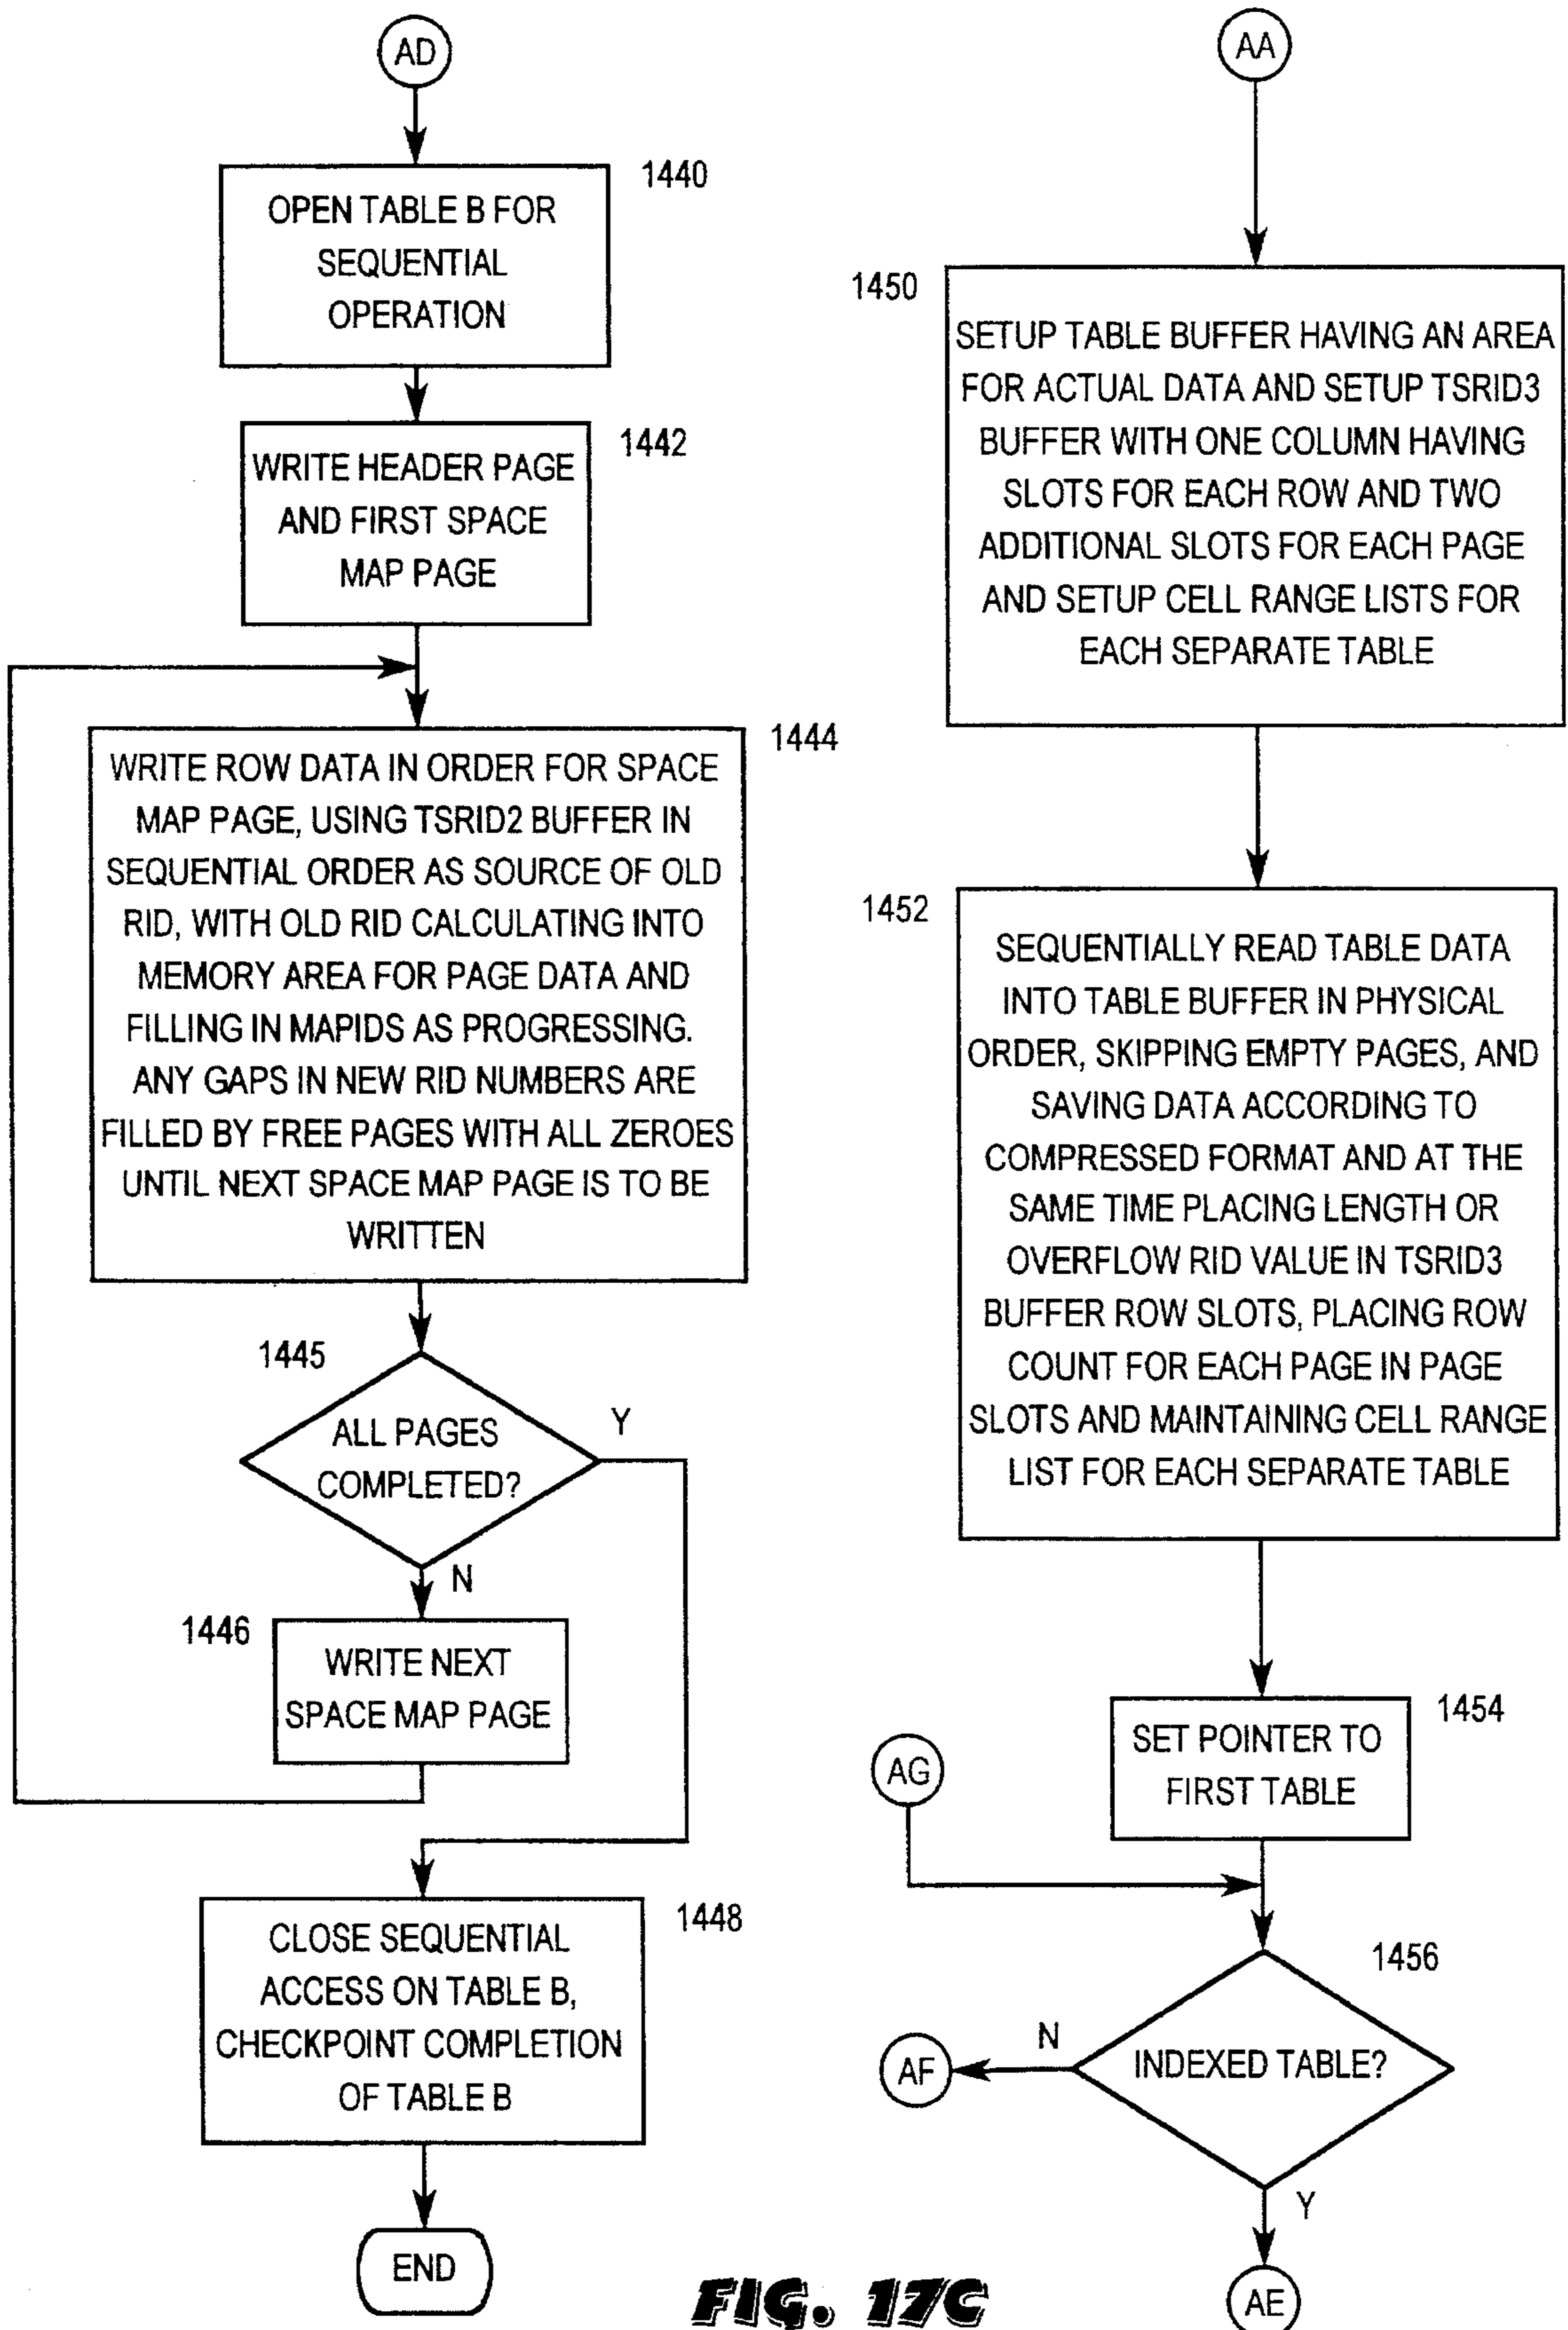 AD
1440
OPEN TABLE B FOR
SEQUENTIAL
OPERATION
1442
WRITE HEADER PAGE
AND FIRST SPACE
MAP PAGE
1444
WRITE ROW DATA IN ORDER FOR SPACE
MAP PAGE, USING TSRID2 BUFFER IN
SEQUENTIAL ORDER AS SOURCE OF OLD
RID, WITH OLD RID CALCULATING INTO
MEMORY AREA FOR PAGE DATA AND
FILLING IN MAPIDS AS PROGRESSING.
ANY GAPS IN NEW RID NUMBERS ARE
FILLED BY FREE PAGES WITH ALL ZEROES
UNTIL NEXT SPACE MAP PAGE IS TO BE
WRITTEN
1445
ALL PAGES
COMPLETED?
Y
N
1446
WRITE NEXT
SPACE MAP PAGE
1448
CLOSE SEQUENTIAL
ACCESS ON TABLE B,
CHECKPOINT COMPLETION
OF TABLE B
END
AA
1450
SETUP TABLE BUFFER HAVING AN AREA
FOR ACTUAL DATA AND SETUP TSRID3
BUFFER WITH ONE COLUMN HAVING
SLOTS FOR EACH ROW AND TWO
ADDITIONAL SLOTS FOR EACH PAGE
AND SETUP CELL RANGE LISTS FOR
EACH SEPARATE TABLE
1452
SEQUENTIALLY READ TABLE DATA
INTO TABLE BUFFER IN PHYSICAL
ORDER, SKIPPING EMPTY PAGES, AND
SAVING DATA ACCORDING TO
COMPRESSED FORMAT AND AT THE
SAME TIME PLACING LENGTH OR
OVERFLOW RID VALUE IN TSRID3
BUFFER ROW SLOTS, PLACING ROW
COUNT FOR EACH PAGE IN PAGE
SLOTS AND MAINTAINING CELL RANGE
LIST FOR EACH SEPARATE TABLE
1454
SET POINTER TO
FIRST TABLE
AG
1456
INDEXED TABLE?
N
AF
Y
AE
FIG. 17C